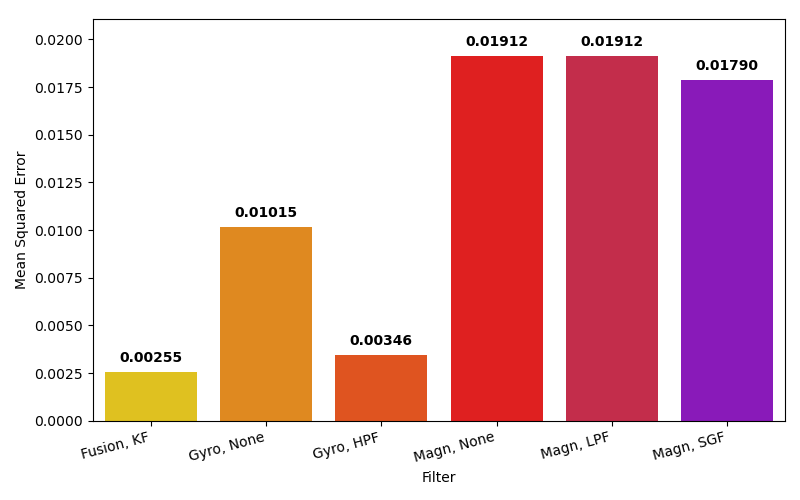 0.01912
0.01912
0.01790
0.01015
0.00346
0.00255
0.0200
0.0175
0.0150
0.0125
0.0100
0.0075
0.0050
0.0025
0.0000
Mean Squared Error
Fusion, KF
Gyro, None
Gyro, HPF
Magn, None
Magn, LPF
Magn, SGF
Filter